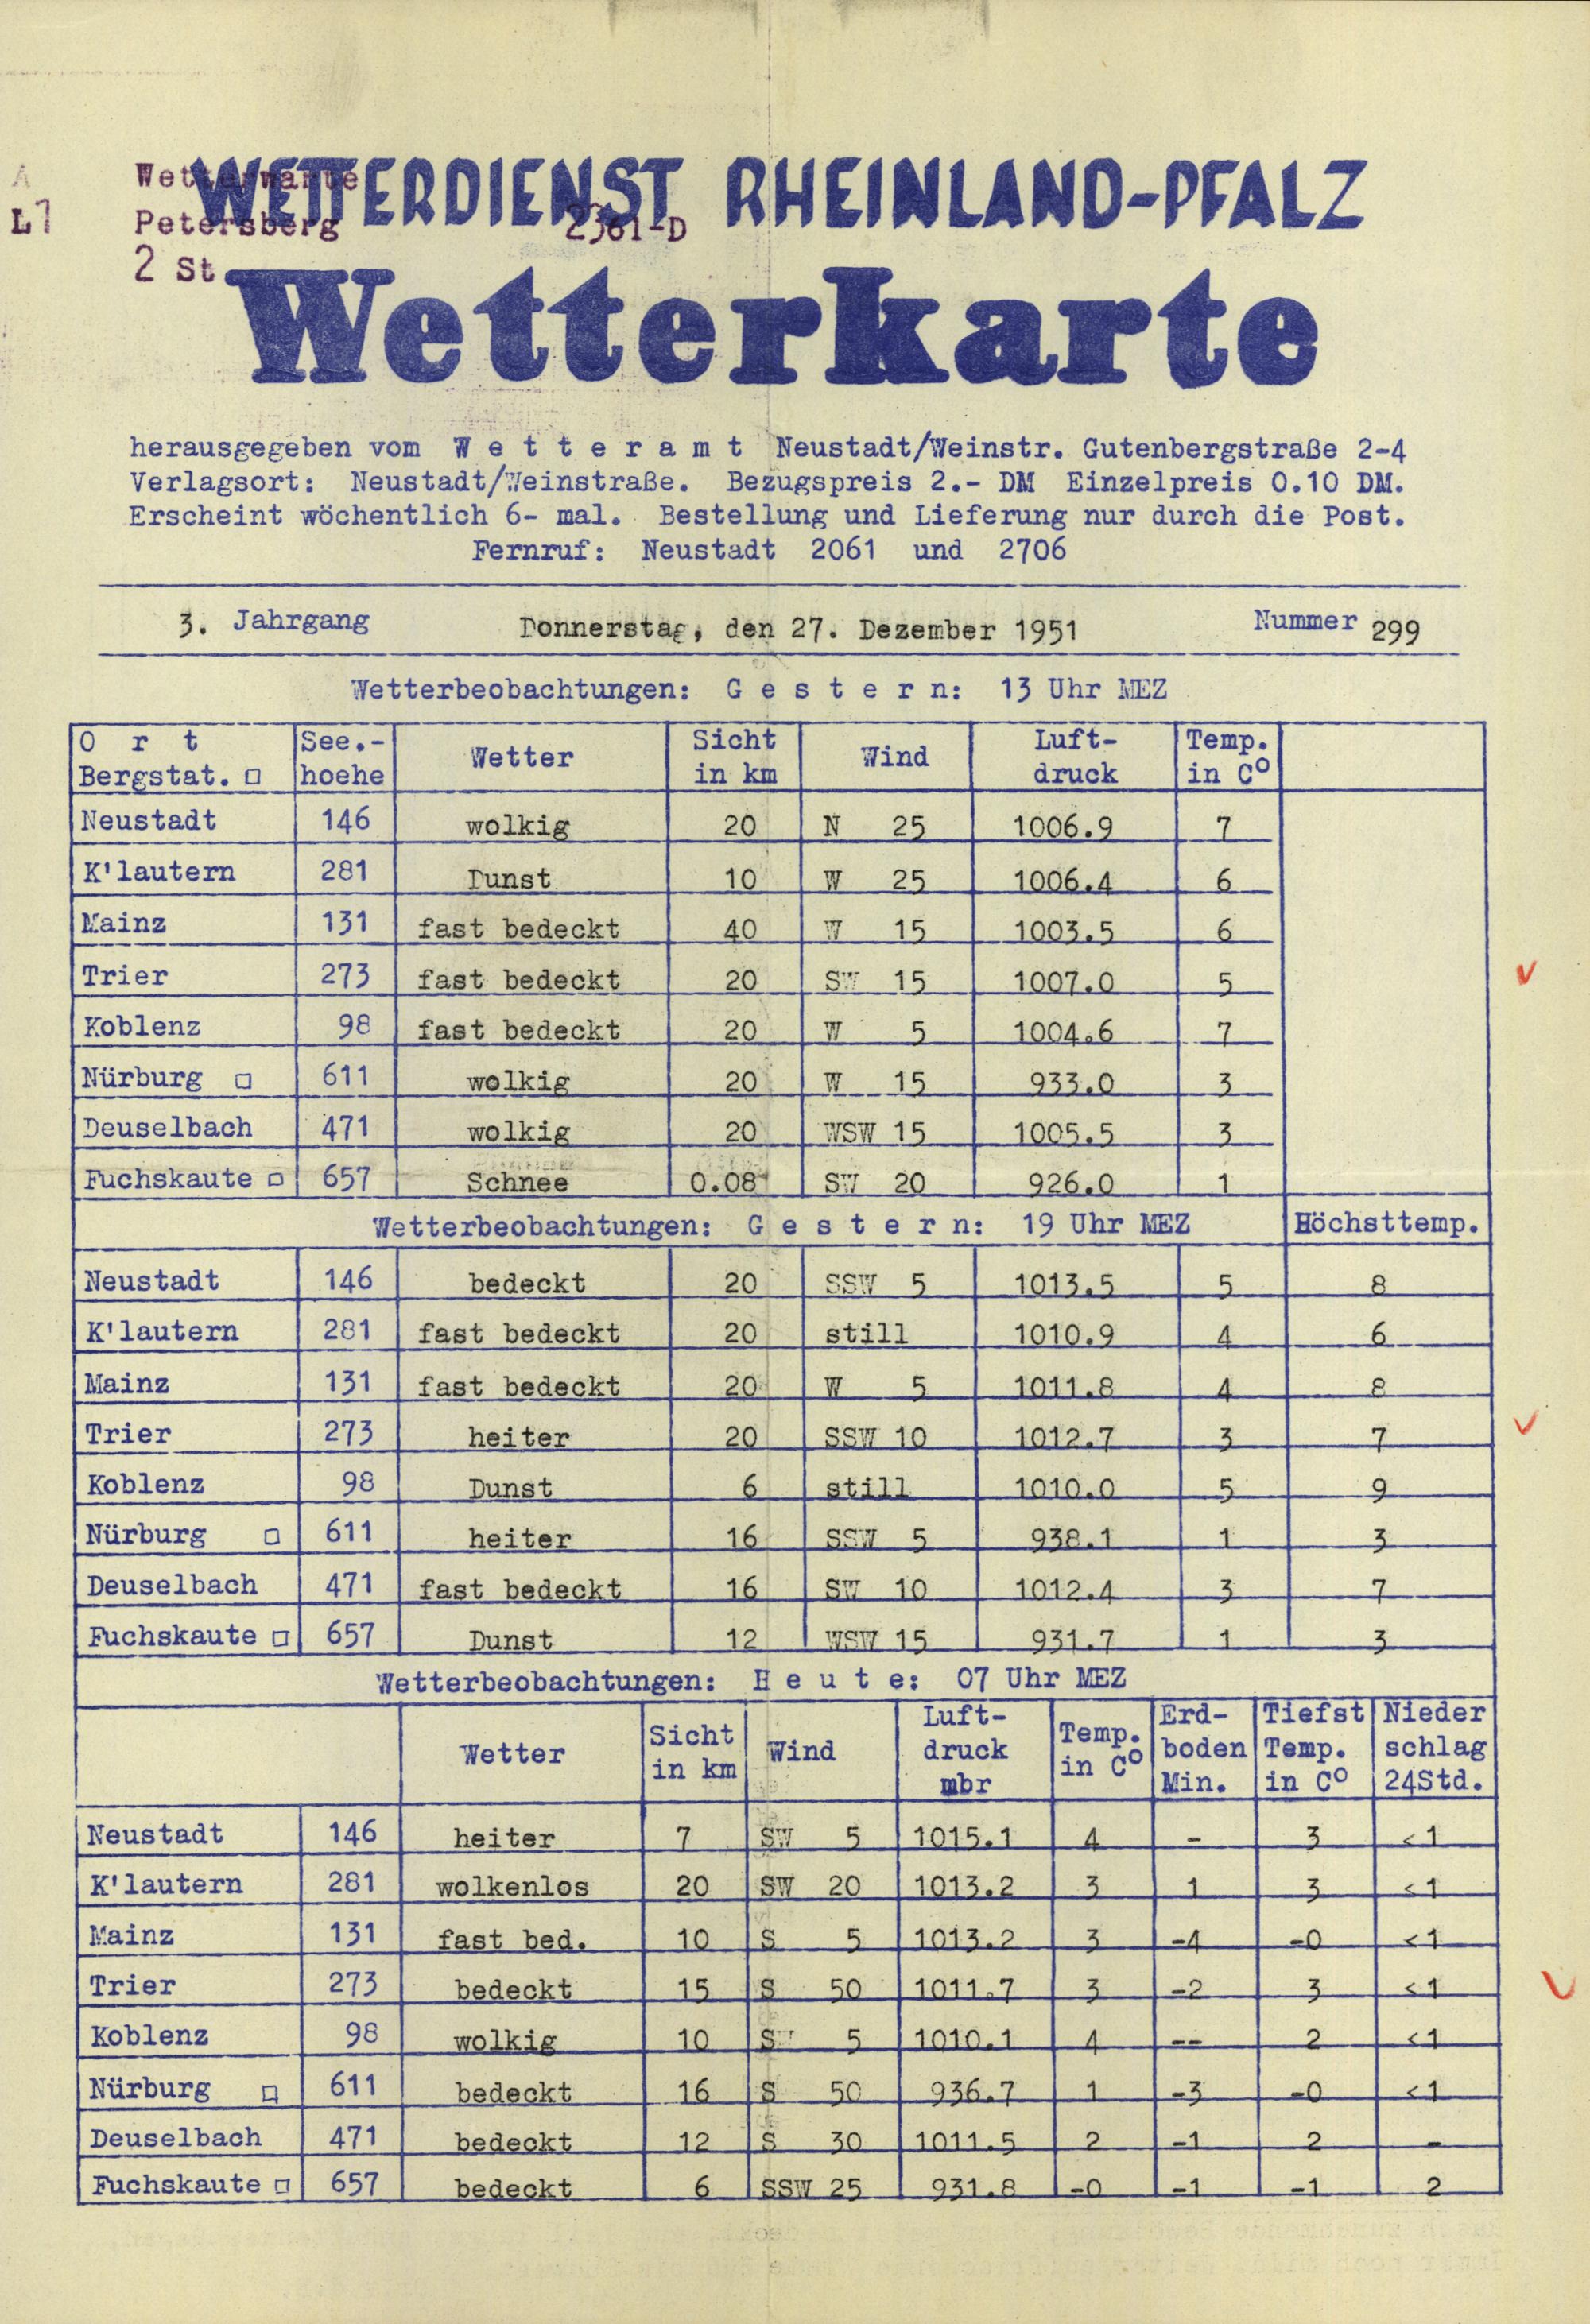 WETTERDIENST RHEINLAND-PFALZ
A
Wetterwarte
L1
Petersberg 2361-D
2 St
Wetterkarte
herausgegeben vom W e t t e r a m t Neustadt/Weinstr. Gutenbergstraße 2-4
Verlagsort: Neustadt/Weinstraße. Bezugspreis 2.- DM Einzelpreis 0.10 DM.
Erscheint wöchentlich 6- mal. Bestellung und Lieferung nur durch die Post.
Fernruf: Neustadt 2061 und 2706
3. Jahrgang Donnerstag, den 27. Dezember 1951 Nummer 299
Wetterbeobachtungen: G e s t e r n: 13 Uhr MEZ
O r t See.- Wetter Sicht Wind Luft- Temp.
Bergstat. □ hoehe in km druck in C°
Neustadt 146 wolkig 20 N 25 1006.9 7
K'lautern 281 Dunst 10 W 25 1006.4 6
Mainz 131 fast bedeckt 40 W 15 1003.5 6
Trier 273 fast bedeckt 20 SW 15 1007.0 5
Koblenz 98 fast bedeckt 20 W 5 1004.6 7
Nürburg □ 611 wolkig 20 W 15 933.0 3
Deuselbach 471 wolkig 20 WSW 15 1005.5 3
Fuchskaute □ 657 Schnee 0.08 SW 20 926.0 1
Wetterbeobachtungen: G e s t e r n: 19 Uhr MEZ Höchsttemp.
Neustadt 146 bedeckt 20 SSW 5 1013.5 5 8
K'lautern 281 fast bedeckt 20 still 1010.9 4 6
Mainz 131 fast bedeckt 20 W 5 1011.8 4 8
Trier 273 heiter 20 SSW 10 1012.7 3 7
Koblenz 98 Dunst 6 still 1010.0 5 9
Nürburg □ 611 heiter 16 SSW 5 938.1 1 3
Deuselbach 471 fast bedeckt 16 SW 10 1012.4 3 7
Fuchskaute □ 657 Dunst 12 WSW 15 931.7 1 3
Wetterbeobachtungen: H e u t e: 07 Uhr MEZ
Wetter Sicht Wind Luft- Temp. Erd- Tiefst Nieder
in km druck in C° boden Temp. schlag
mbr Min. in C° 24Std.
Neustadt 146 heiter 7 SW 5 1015.1 4 - 3 <1
K'lautern 281 wolkenlos 20 SW 20 1013.2 3 1 3 <1
Mainz 131 fast bed. 10 S 5 1013.2 3 -4 -0 <1
Trier 273 bedeckt 15 S 50 1011.7 3 -2 3 <1
Koblenz 98 wolkig 10 SW 5 1010.1 4 -- 2 <1
Nürburg □ 611 bedeckt 16 S 50 936.7 1 -3 -0 <1
Deuselbach 471 bedeckt 12 S 30 1011.5 2 -1 2 -
Fuchskaute □ 657 bedeckt 6 SSW 25 931.8 -0 -1 -1 2